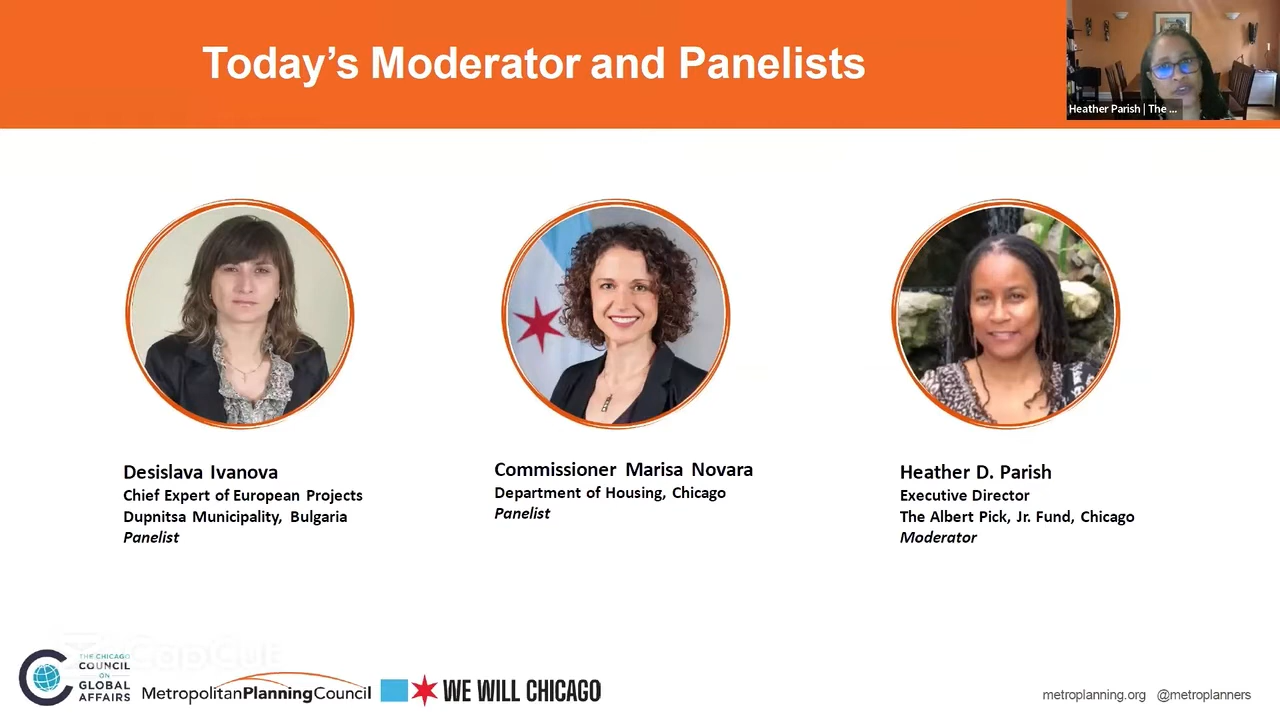 Today's Moderator and Panelists
Heather Parish | The ...
Desislava Ivanova
Chief Expert of European Projects
Dupnitsa Municipality, Bulgaria
Panelist
Commissioner Marisa Novara
Department of Housing, Chicago
Panelist
Heather D. Parish
Executive Director
The Albert Pick, Jr. Fund, Chicago
Moderator
THE CHICAGO
COUNCIL
ON
GLOBAL
AFFAIRS
MetropolitanPlanningCouncil
WE WILL CHICAGO
metroplanning.org @metroplanners